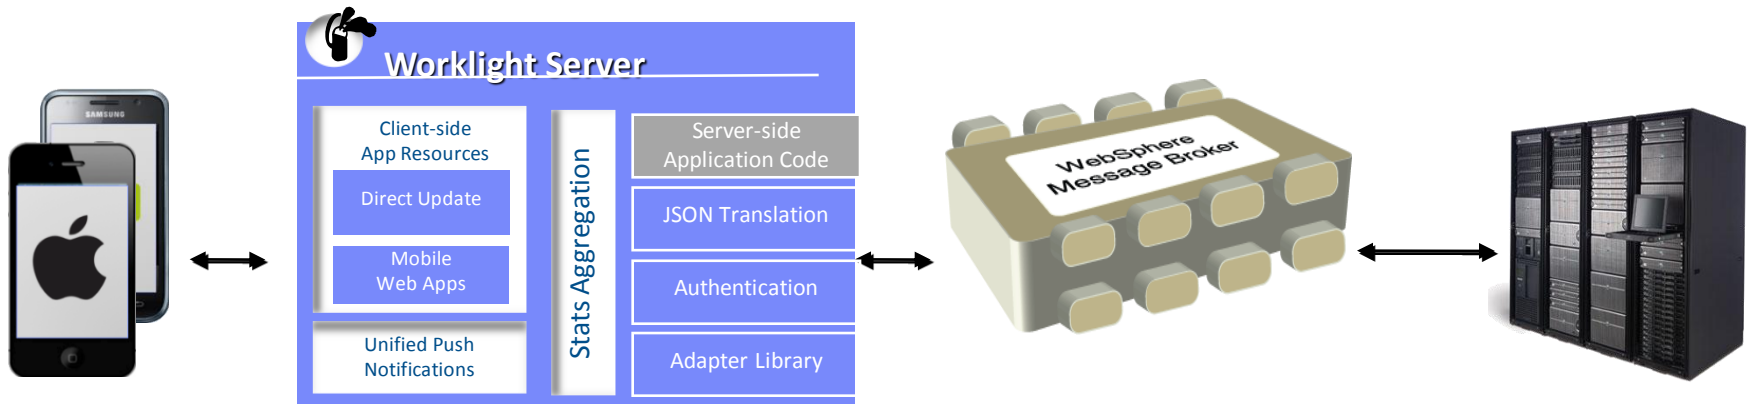 SAMSUNG
Worklight Server
Client-side
App Resources
Direct Update
Mobile
Web Apps
Unified Push
Notifications
Stats Aggregation
Server-side
Application Code
JSON Translation
Authentication
Adapter Library
WebSphere
Message Broker